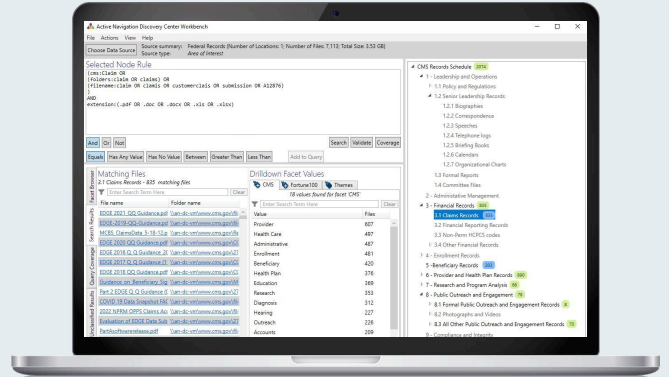 Active Navigation Discovery Center Workbench
File Actions View Help
Choose Data Source
Source summary: Federal Records (Number of Locations: 1; Number of Files: 7,113; Total Size: 3.53 GB)
Source type: Area of Interest
Selected Node Rule
(cms:Claim OR
(folders:claim OR claims) OR
(filename:claim OR claims OR customerclais OR submission OR A12876)
)
AND
extension:(.pdf OR .doc OR .docx OR .xls OR .xlsx)
And Or Not
Search Validate Coverage
Equals Has Any Value Has No Value Between Greater Than Less Than Add to Query
Facet Browser
Search Results
Query Coverage
Unclassified Results
Matching Files
3.1 Claims Records - 835 matching files
Enter Search Term Here Clear
File name Folder name
EDGE 2021 QQ Guidance.pd
EDGE-2019-QQ-Guidance.pd
MCBS_ClaimsData_5-18-12.p
EDGE 2020 QQ Guidance.pdf
EDGE 2016 Q_Q Guidance 2(
EDGE 2017 Q_Q Guidance (1
EDGE 2018 QQ Guidance.pdf
Guidance on Beneficiary Sig
Part 2 EDGE Q_Q Guidance (
COVID 19 Data Snapshot FAC
2022 NPRM OPPS Claims Acc
Evaluation of EDGE Data Sub
PartAsoftwarerelease.pdf
Drilldown Facet Values
CMS Fortune100 Themes
18 values found for facet 'CMS'
Enter Search Term Here Clear
Value Files
Provider 607
Health Care 497
Administrative 487
Enrollment 481
Beneficiary 420
Health Plan 376
Education 369
Research 353
Diagnosis 312
Hearing 227
Outreach 226
Accounts 209
CMS Records Schedule 2074
1 - Leadership and Operations
1.1 Policy and Regulations
1.2 Senior Leadership Records
1.2.1 Biographies
1.2.2 Correspondence
1.2.3 Speeches
1.2.4 Telephone logs
1.2.5 Briefing Books
1.2.6 Calendars
1.2.7 Organizational Charts
1.3 Formal Reports
1.4 Committee Files
2 - Administrative Management
3 - Financial Records
3.1 Claims Records
3.2 Financial Reporting Records
3.3 Non-Perm HCPCS codes
3.4 Other Financial Records
4 - Enrollment Records
5 -Beneficiary Records
6 - Provider and Health Plan Records
7 - Research and Program Analysis
8 - Public Outreach and Engagement
8.1 Formal Public Outreach and Engagement Records
8.2 Photographs and Videos
8.3 All Other Public Outreach and Engagement Records
9 - Compliance and Integrity